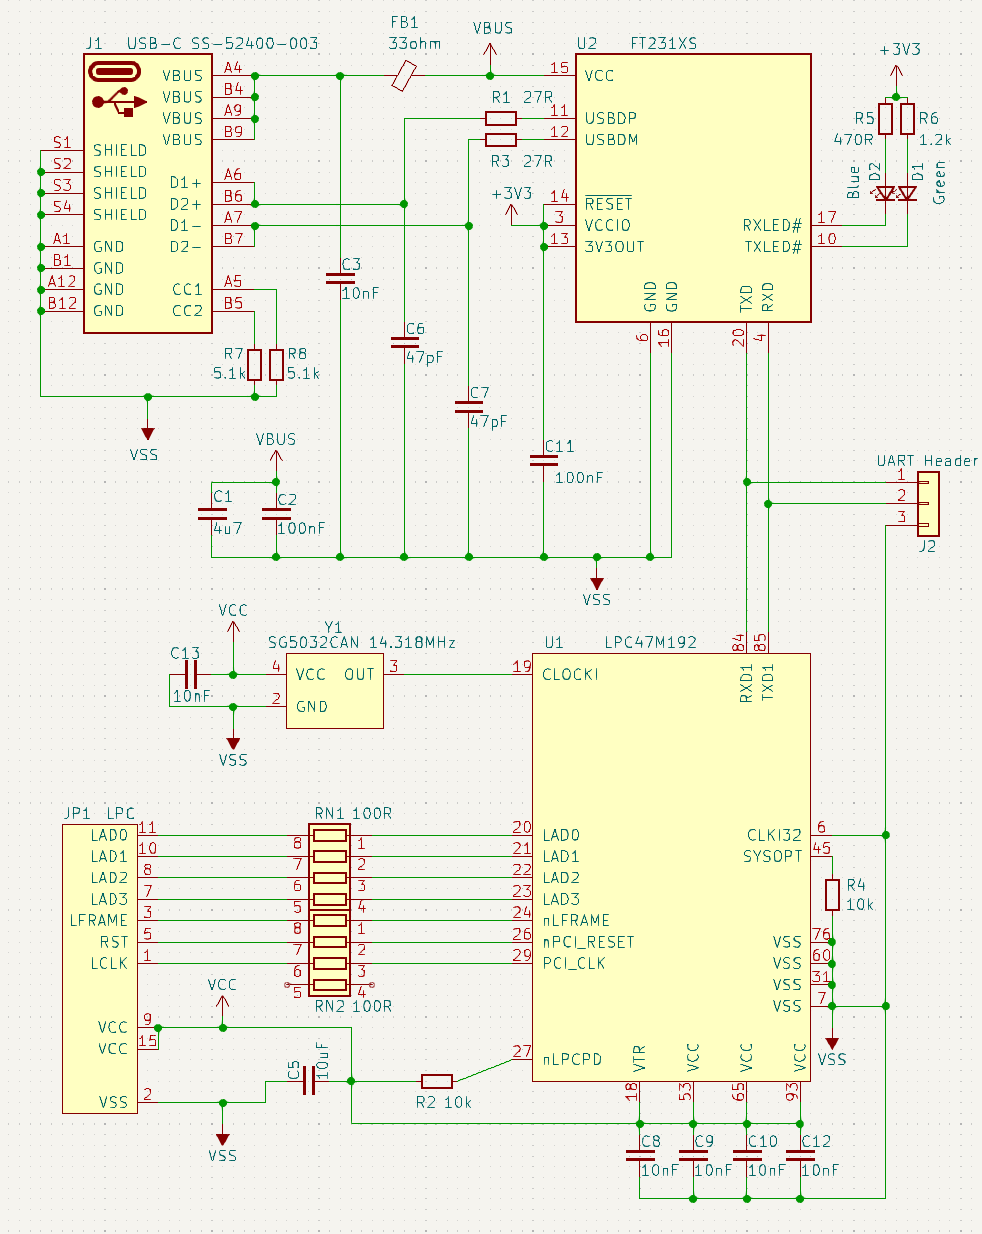 J1 USB-C SS-52400-003
VBUS A4
VBUS B4
VBUS A9
VBUS B9
S1 SHIELD
S2 SHIELD
S3 SHIELD
S4 SHIELD
D1+ A6
D2+ B6
D1- A7
D2- B7
A1 GND
B1 GND
A12 GND
B12 GND
CC1 A5
CC2 B5
R7
5.1k
R8
5.1k
VSS
FB1
33ohm
VBUS
R1 27R
R3 27R
+3V3
C3
10nF
C6
47pF
C7
47pF
C11
100nF
VBUS
C1
4u7
C2
100nF
VSS
U2 FT231XS
15 VCC
11 USBDP
12 USBDM
14 RESET
3 VCCIO
13 3V3OUT
GND 6
GND 16
TXD 20
RXD 4
RXLED# 17
TXLED# 10
+3V3
R5
470R
R6
1.2k
Blue
D2
D1
Green
UART Header
1
2
3
J2
VCC
C13
10nF
VSS
Y1
SG5032CAN 14.318MHz
4 VCC
OUT 3
2 GND
U1 LPC47M192
19 CLOCKI
84 RXD1
85 TXD1
20 LAD0
21 LAD1
22 LAD2
23 LAD3
24 nLFRAME
26 nPCI_RESET
29 PCI_CLK
27 nLPCPD
CLKI32 6
SYSOPT 45
VSS 76
VSS 60
VSS 31
VSS 7
VTR 18
VCC 53
VCC 65
VCC 93
R4
10k
VSS
JP1 LPC
LAD0 11
LAD1 10
LAD2 8
LAD3 7
LFRAME 3
RST 5
LCLK 1
VCC 9
VCC 15
VSS 2
RN1 100R
8 1
7 2
6 3
5 4
8 1
7 2
6 3
5 4
RN2 100R
VCC
C5
10uF
VSS
R2 10k
C8
10nF
C9
10nF
C10
10nF
C12
10nF